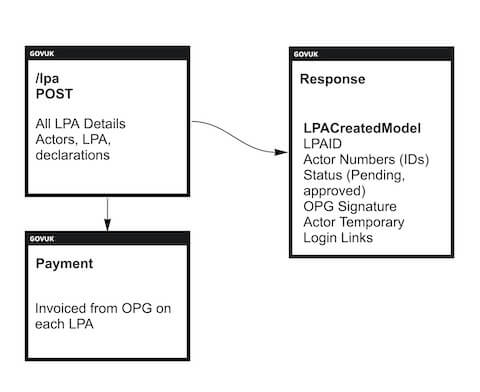 GOVUK
/lpa
POST
All LPA Details
Actors, LPA,
declarations
GOVUK
Response
LPACreatedModel
LPAID
Actor Numbers (IDs)
Status (Pending,
approved)
OPG Signature
Actor Temporary
Login Links
GOVUK
Payment
Invoiced from OPG on
each LPA